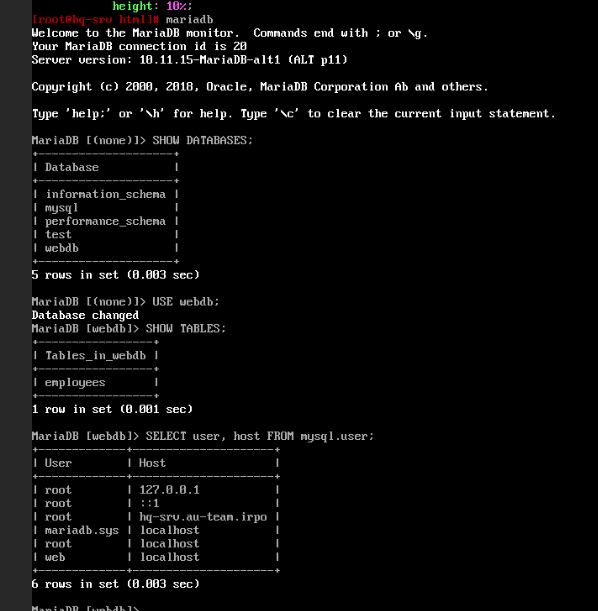 height: 10%;
[root@hq-srv html]# mariadb
Welcome to the MariaDB monitor.  Commands end with ; or \g.
Your MariaDB connection id is 20
Server version: 10.11.15-MariaDB-alt1 (ALT p11)

Copyright (c) 2000, 2018, Oracle, MariaDB Corporation Ab and others.

Type 'help;' or '\h' for help. Type '\c' to clear the current input statement.

MariaDB [(none)]> SHOW DATABASES;
+--------------------+
| Database           |
+--------------------+
| information_schema |
| mysql              |
| performance_schema |
| test               |
| webdb              |
+--------------------+
5 rows in set (0.003 sec)

MariaDB [(none)]> USE webdb;
Database changed
MariaDB [webdb]> SHOW TABLES;
+-----------------+
| Tables_in_webdb |
+-----------------+
| employees       |
+-----------------+
1 row in set (0.001 sec)

MariaDB [webdb]> SELECT user, host FROM mysql.user;
+-------------+---------------------+
| User        | Host                |
+-------------+---------------------+
| root        | 127.0.0.1           |
| root        | ::1                 |
| root        | hq-srv.au-team.irpo |
| mariadb.sys | localhost           |
| root        | localhost           |
| web         | localhost           |
+-------------+---------------------+
6 rows in set (0.003 sec)

MariaDB [webdb]>